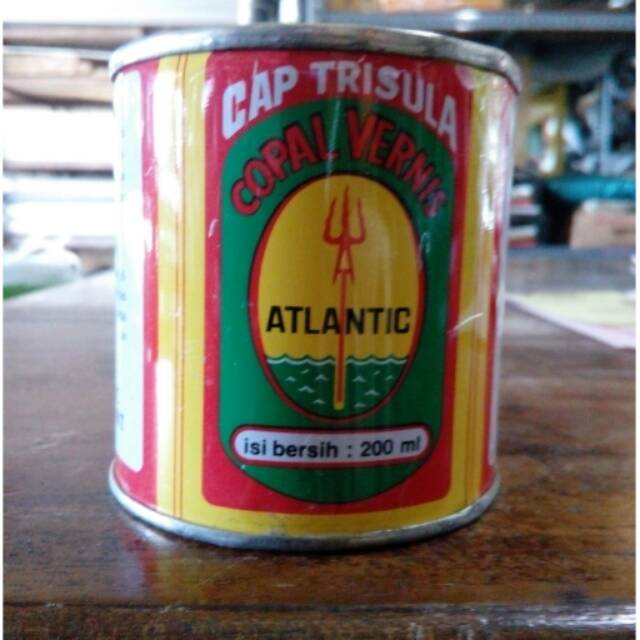 CAP TRISULA
COPAL VERNIS
ATLANTIC
isi bersih : 200 ml